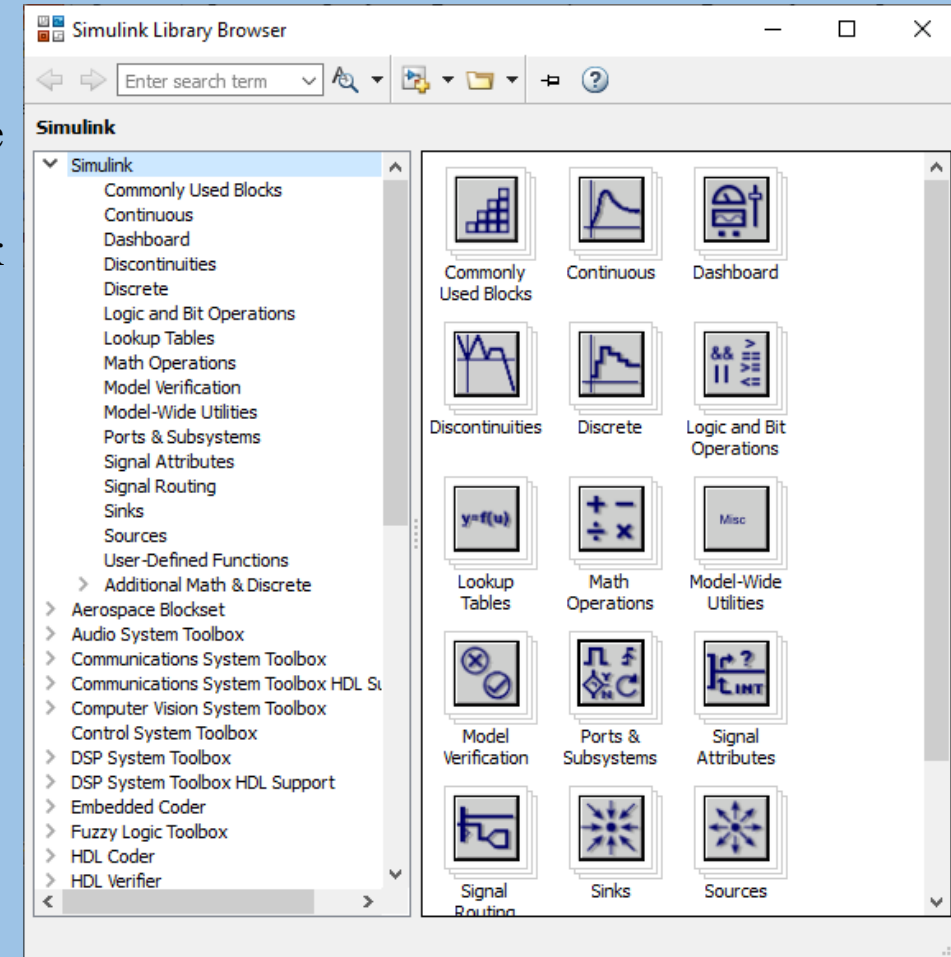 Simulink Library Browser
Enter search term
Simulink
Simulink
Commonly Used Blocks
Continuous
Dashboard
Discontinuities
Discrete
Logic and Bit Operations
Lookup Tables
Math Operations
Model Verification
Model-Wide Utilities
Ports & Subsystems
Signal Attributes
Signal Routing
Sinks
Sources
User-Defined Functions
Additional Math & Discrete
Aerospace Blockset
Audio System Toolbox
Communications System Toolbox
Communications System Toolbox HDL Su
Computer Vision System Toolbox
Control System Toolbox
DSP System Toolbox
DSP System Toolbox HDL Support
Embedded Coder
Fuzzy Logic Toolbox
HDL Coder
HDL Verifier
Commonly
Used Blocks
Continuous
Dashboard
Discontinuities
Discrete
&& >
==
|| >=
<=
Logic and Bit
Operations
y=f(u)
Lookup
Tables
+ −
÷ ×
Math
Operations
Misc
Model-Wide
Utilities
Model
Verification
Y
N
Ports &
Subsystems
?
INT
Signal
Attributes
Signal
Routing
Sinks
Sources